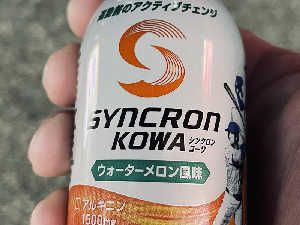 のアクティブチェンジ
SYNCRON
KOWA シンクロン
コーワ
ウォーターメロン風味
アルギニン
1500mg